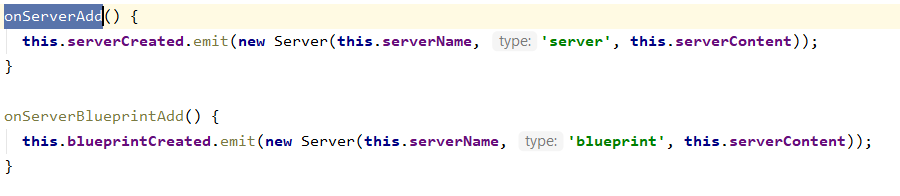 onServerAdd() {
this.serverCreated.emit(new Server(this.serverName, type: 'server', this.serverContent));
}
onServerBlueprintAdd() {
this.blueprintCreated.emit(new Server(this.serverName, type: 'blueprint', this.serverContent));
}